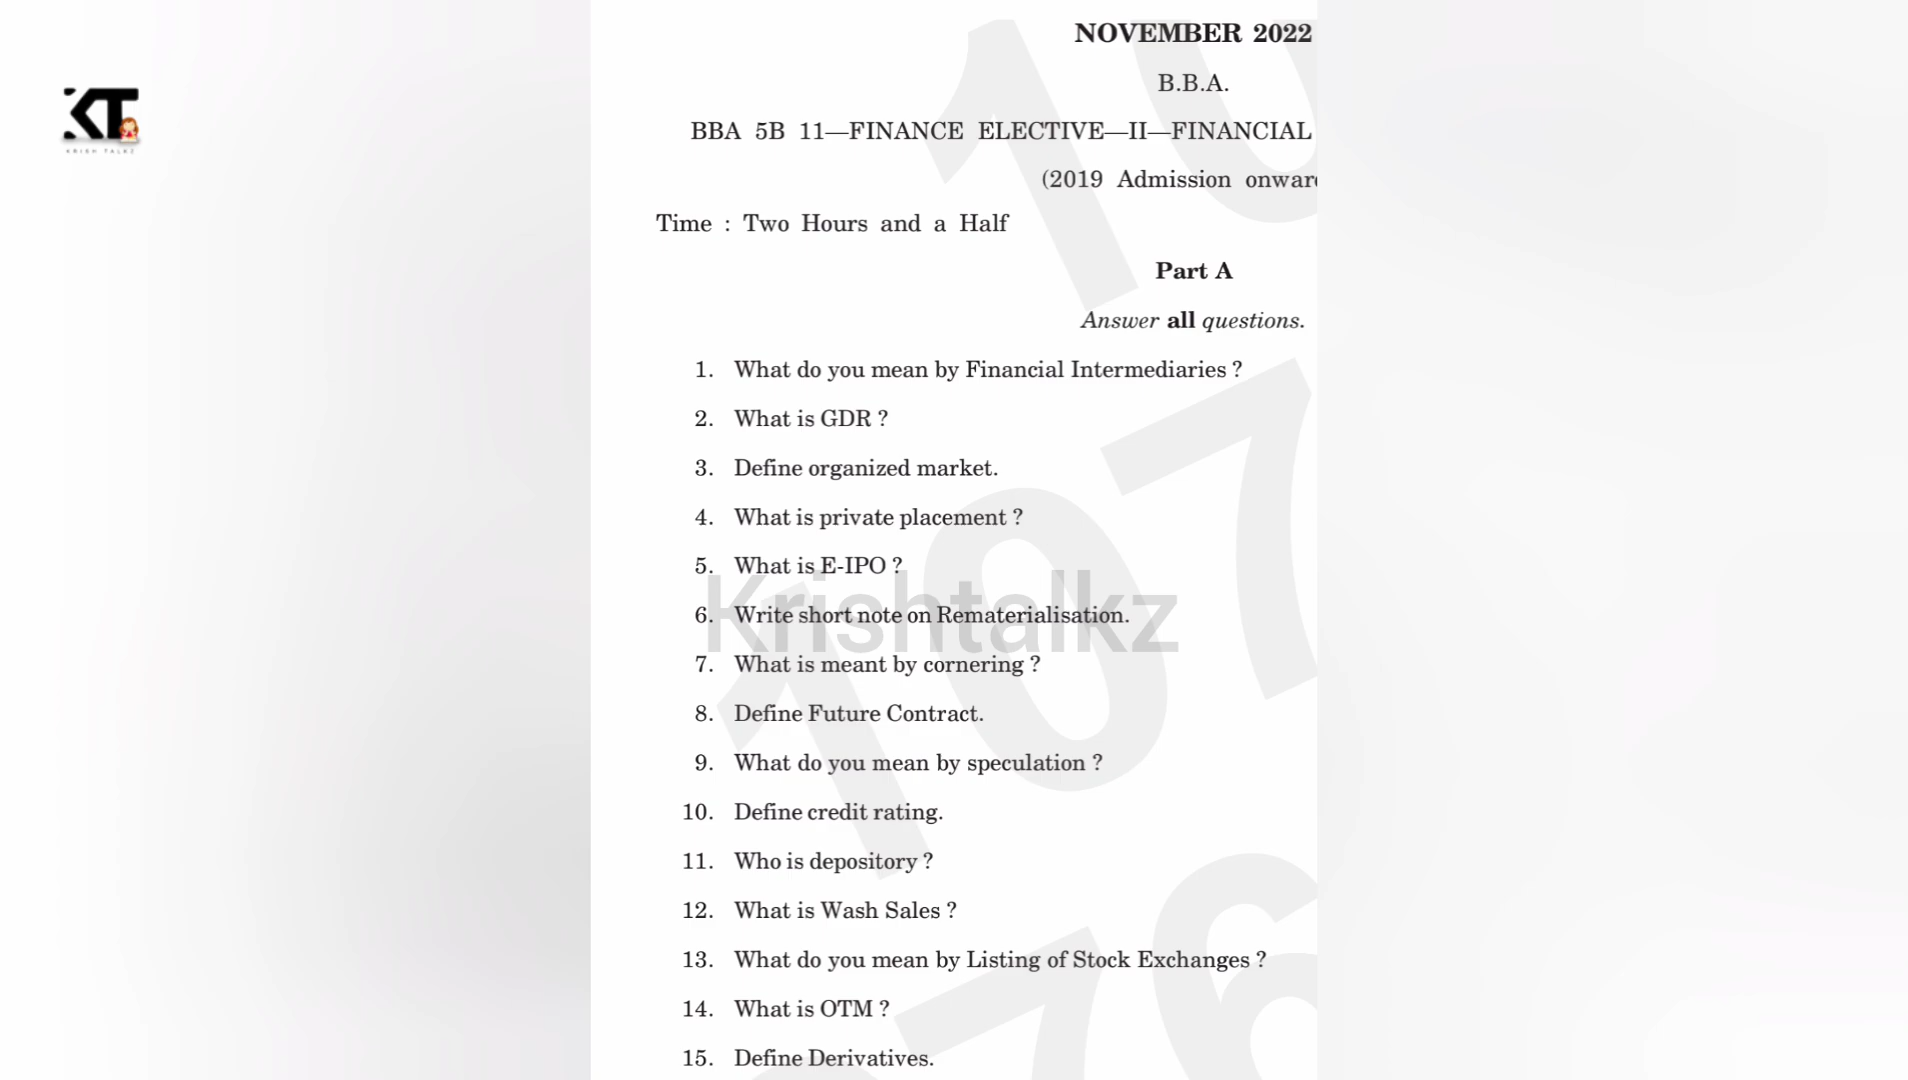 KT
KRISH TALKZ
NOVEMBER 2022
B.B.A.
BBA 5B 11—FINANCE ELECTIVE—II—FINANCIAL
(2019 Admission
Time : Two Hours and a Half
Part A
Answer all questions.
1. What do you mean by Financial Intermediaries ?
2. What is GDR ?
3. Define organized market.
4. What is private placement ?
5. What is E-IPO ?
Krishtalkz
6. Write short note on Rematerialisation.
7. What is meant by cornering ?
8. Define Future Contract.
9. What do you mean by speculation ?
10. Define credit rating.
11. Who is depository ?
12. What is Wash Sales ?
13. What do you mean by Listing of Stock Exchanges ?
14. What is OTM ?
15. Define Derivatives.